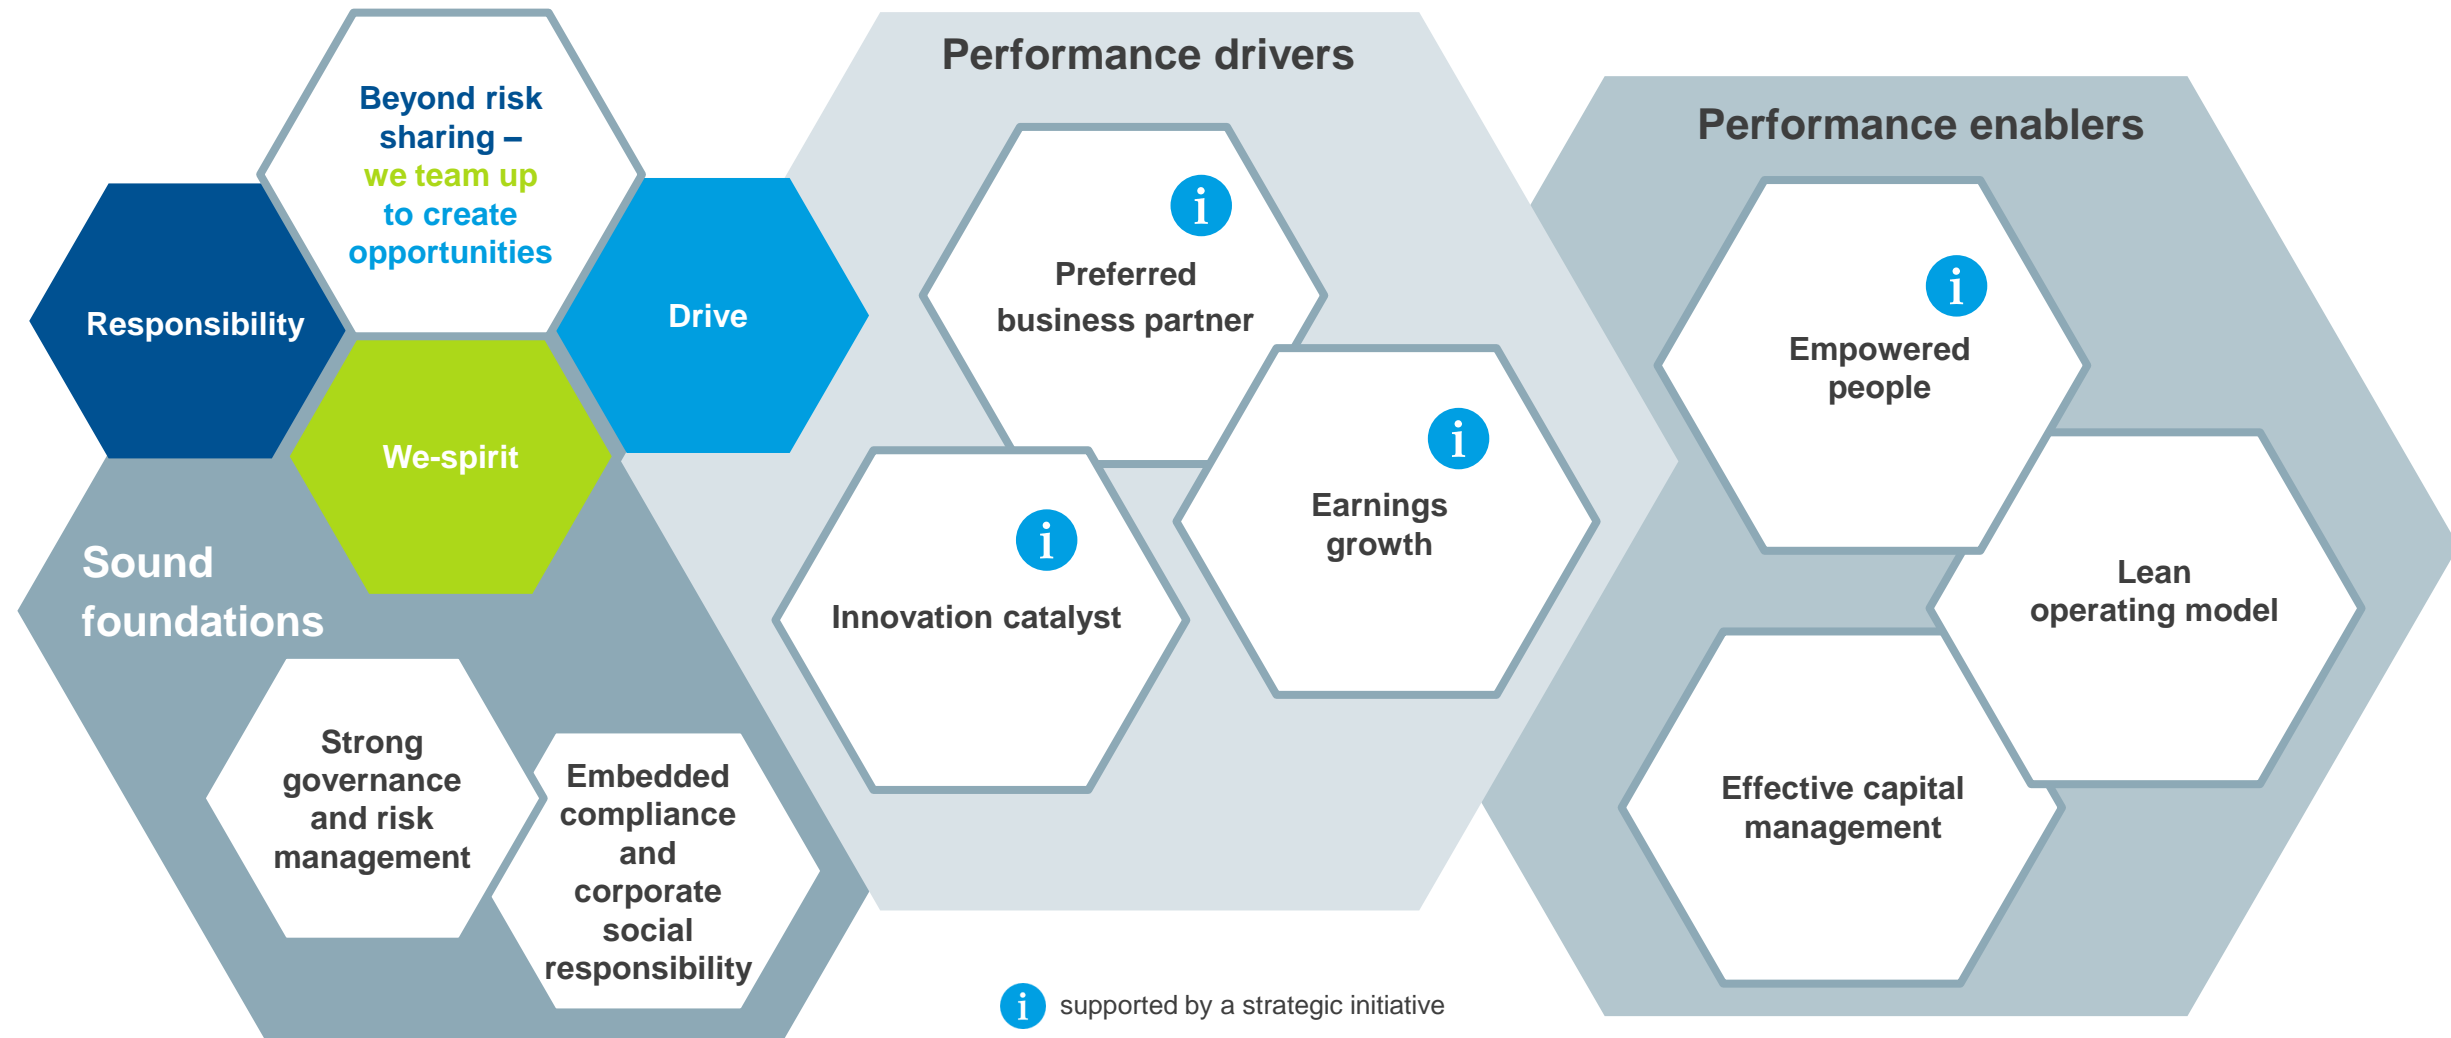 Beyond risk
sharing –
we team up
to create
opportunities
Responsibility
Drive
We-spirit
Sound
foundations
Strong
governance
and risk
management
Embedded
compliance
and
corporate
social
responsibility
Performance drivers
i
Preferred
business partner
i
Earnings
growth
i
Innovation catalyst
Performance enablers
i
Empowered
people
Lean
operating model
Effective capital
management
i supported by a strategic initiative